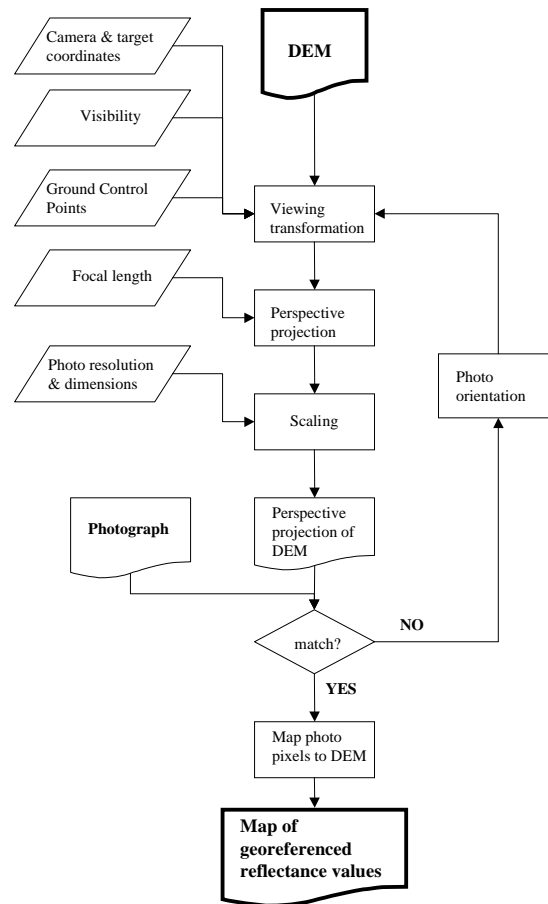 Camera & target
coordinates
DEM
Visibility
Ground Control
Points
Viewing
transformation
Focal length
Perspective
projection
Photo resolution
& dimensions
Photo
orientation
Scaling
Photograph
Perspective
projection of
DEM
NO
match?
YES
Map photo
pixels to DEM
Map of
georeferenced
reflectance values